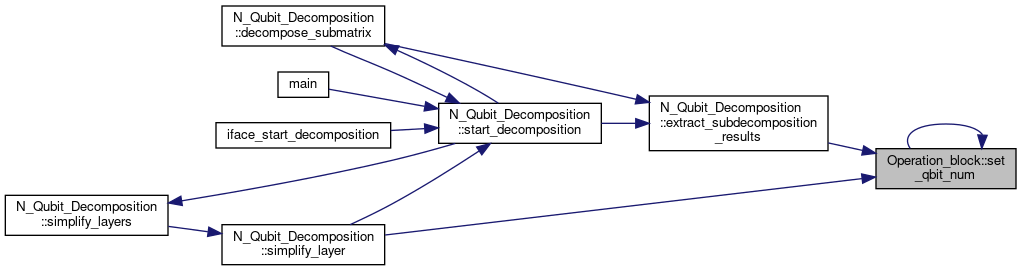 N_Qubit_Decomposition
::decompose_submatrix
main
iface_start_decomposition
N_Qubit_Decomposition
::start_decomposition
N_Qubit_Decomposition
::extract_subdecomposition
_results
Operation_block::set
_qbit_num
N_Qubit_Decomposition
::simplify_layers
N_Qubit_Decomposition
::simplify_layer